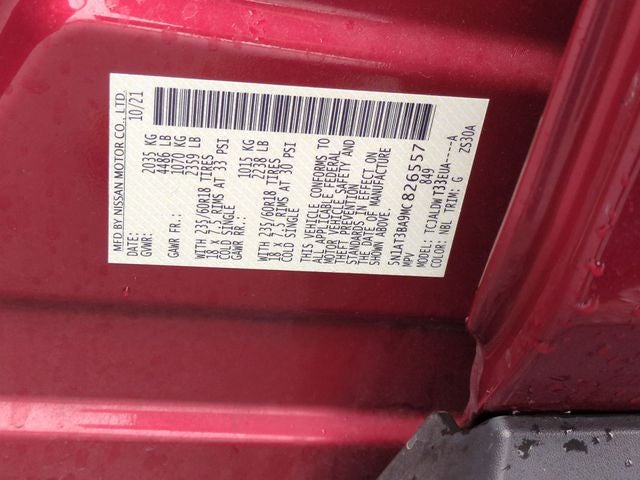 MFD BY NISSAN MOTOR CO., LTD.
DATE: 10/21
GVWR: 2035 KG
4486 LB
GAWR FR.: 1070 KG
2359 LB
WITH 235/60R18 TIRES
18 X 7.5 RIMS AT 33 PSI
COLD SINGLE
GAWR RR.: 1015 KG
2238 LB
WITH 235/60R18 TIRES
18 X 7.5 RIMS AT 30 PSI
COLD SINGLE
THIS VEHICLE CONFORMS TO
ALL APPLICABLE FEDERAL
MOTOR VEHICLE SAFETY AND
THEFT PREVENTION
STANDARDS IN EFFECT ON
THE DATE OF MANUFACTURE
SHOWN ABOVE.
5N1AT3BA9MC826557
MPV 849
MODEL: TCJALDWT33EUA----A
COLOR: NBL TRIM: G ZS30A